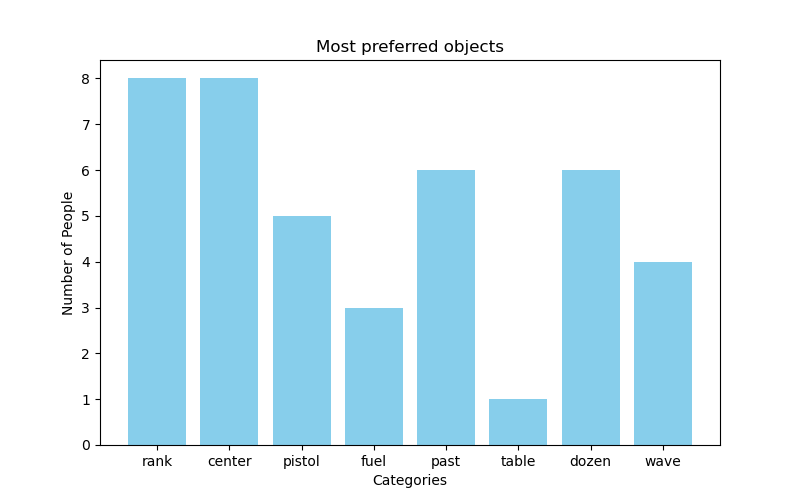 Most preferred objects
Number of People
8
7
6
5
4
3
2
1
0
rank center pistol fuel past table dozen wave
Categories